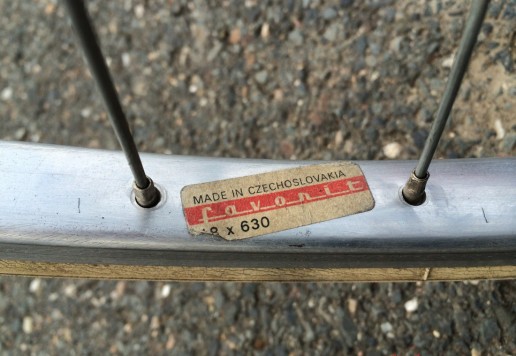 MADE IN CZECHOSLOVAKIA
favorit
x 630